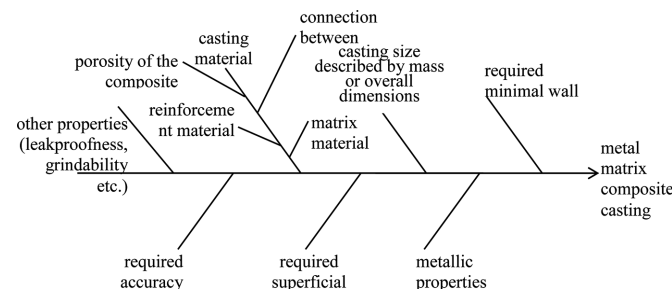 connection
between
casting
material
porosity of the
composite
casting size
described by mass
or overall
dimensions
required
minimal wall
reinforceme
nt material
matrix
material
other properties
(leakproofness,
grindability
etc.)
metal
matrix
composite
casting
required
accuracy
required
superficial
metallic
properties